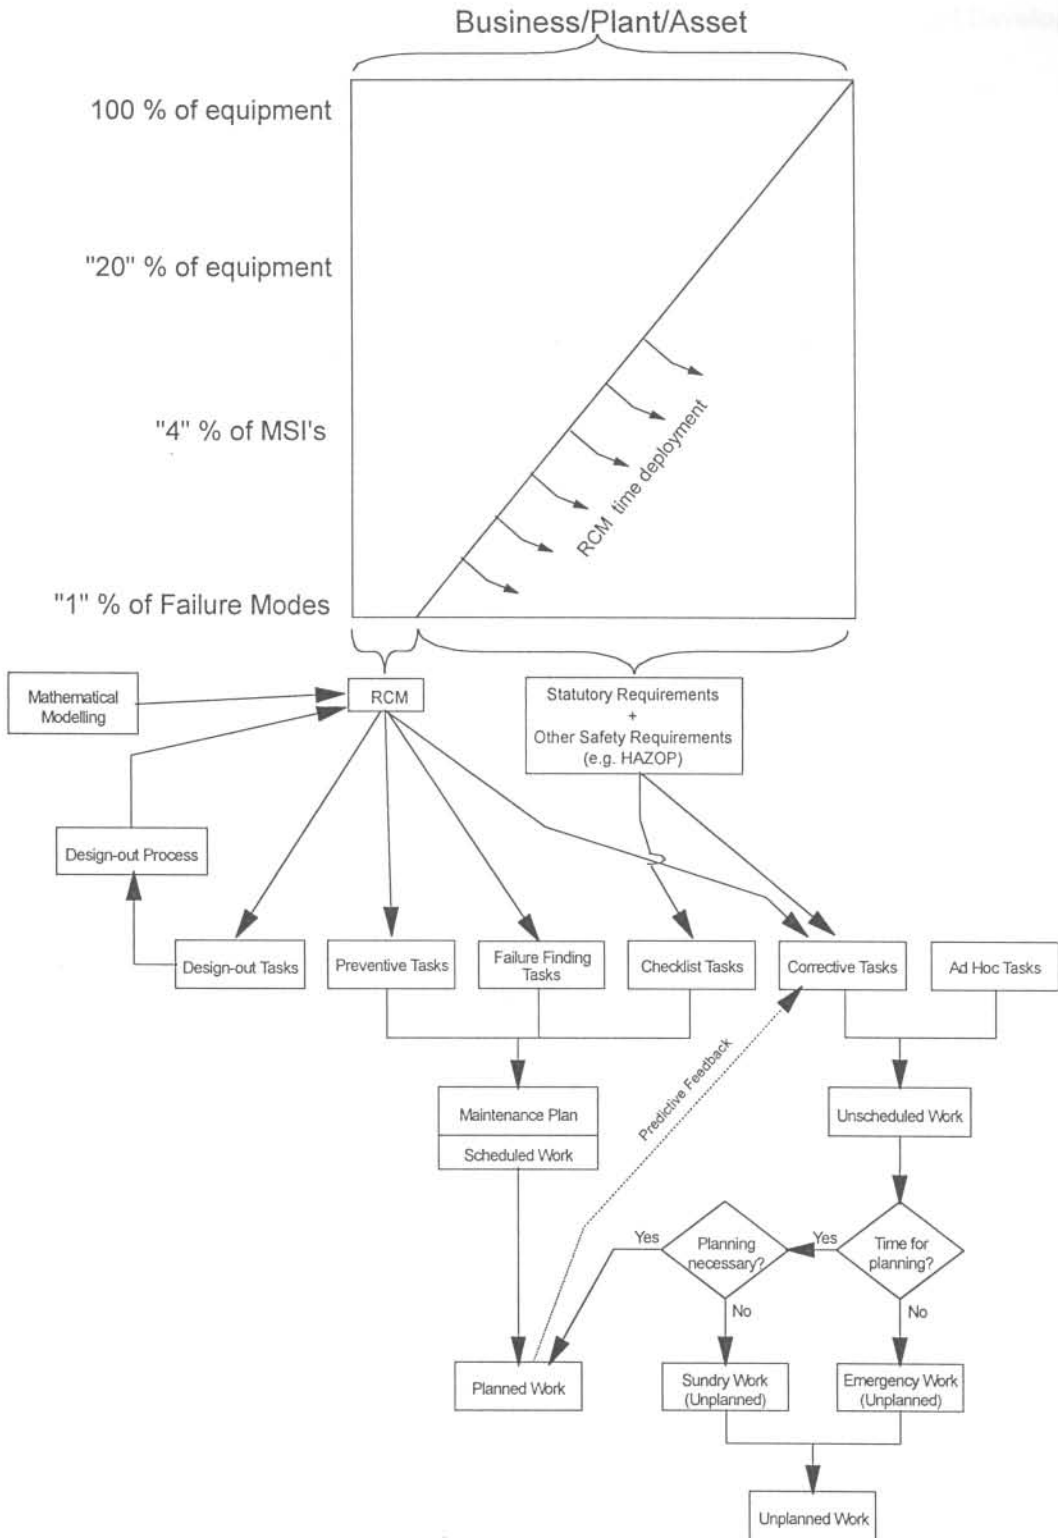 Business/Plant/Asset
100 % of equipment
"20" % of equipment
"4" % of MSI's
RCM time deployment
"1" % of Failure Modes
Mathematical
Modelling
RCM
Statutory Requirements
+
Other Safety Requirements
(e.g. HAZOP)
Design-out Process
Design-out Tasks
Preventive Tasks
Failure Finding
Tasks
Checklist Tasks
Corrective Tasks
Ad Hoc Tasks
Predictive Feedback
Maintenance Plan
Scheduled Work
Unscheduled Work
Yes
Planning
necessary?
Yes
Time for
planning?
No
No
Planned Work
Sundry Work
(Unplanned)
Emergency Work
(Unplanned)
Unplanned Work